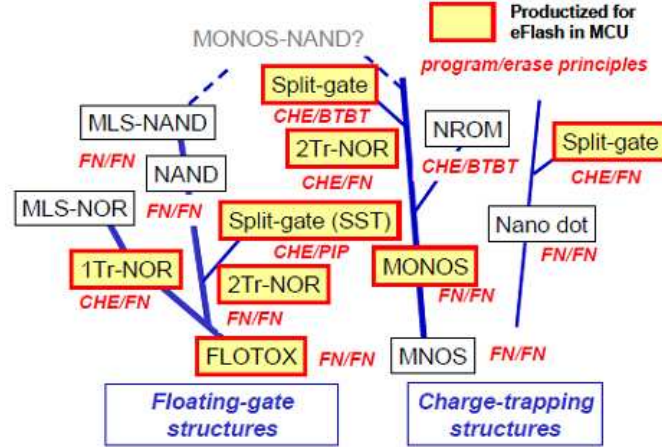 Productized for
eFlash in MCU
MONOS-NAND?
program/erase principles
Split-gate
CHE/BTBT
MLS-NAND
FN/FN
2Tr-NOR
CHE/FN
NROM
CHE/BTBT
Split-gate
CHE/FN
NAND
FN/FN
MLS-NOR
Split-gate (SST)
CHE/PIP
Nano dot
FN/FN
1Tr-NOR
CHE/FN
2Tr-NOR
FN/FN
MONOS
FN/FN
FLOTOX
FN/FN
MNOS
FN/FN
Floating-gate
structures
Charge-trapping
structures